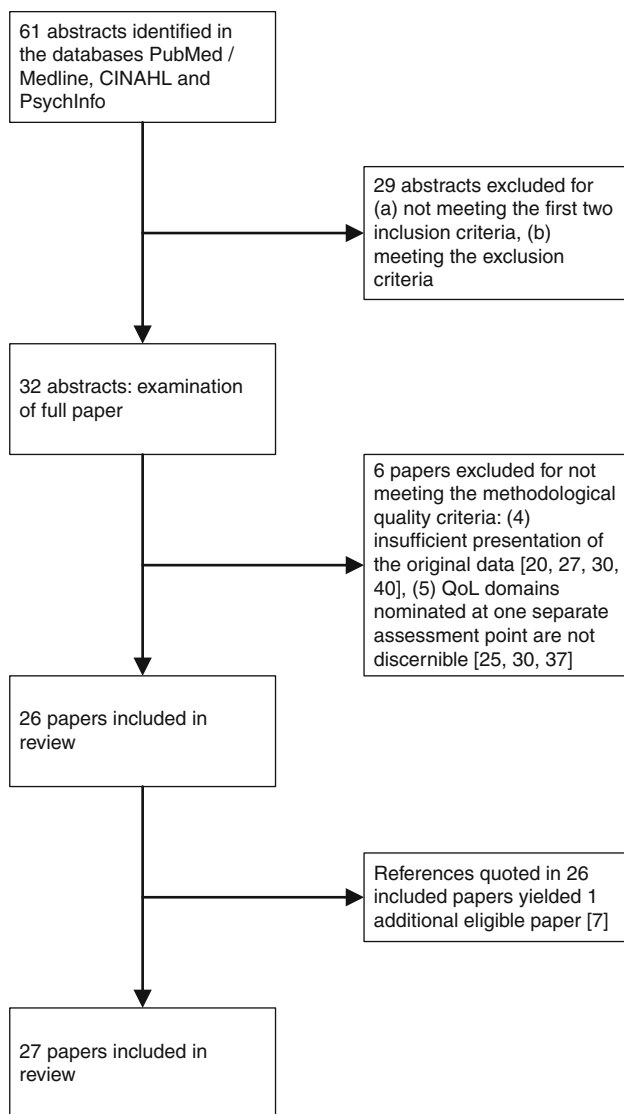 61 abstracts identified in
the databases PubMed /
Medline, CINAHL and
PsychInfo
29 abstracts excluded for
(a) not meeting the first two
inclusion criteria, (b)
meeting the exclusion
criteria
32 abstracts: examination
of full paper
6 papers excluded for not
meeting the methodological
quality criteria: (4)
insufficient presentation of
the original data [20, 27, 30,
40], (5) QoL domains
nominated at one separate
assessment point are not
discernible [25, 30, 37]
26 papers included in
review
References quoted in 26
included papers yielded 1
additional eligible paper [7]
27 papers included in
review